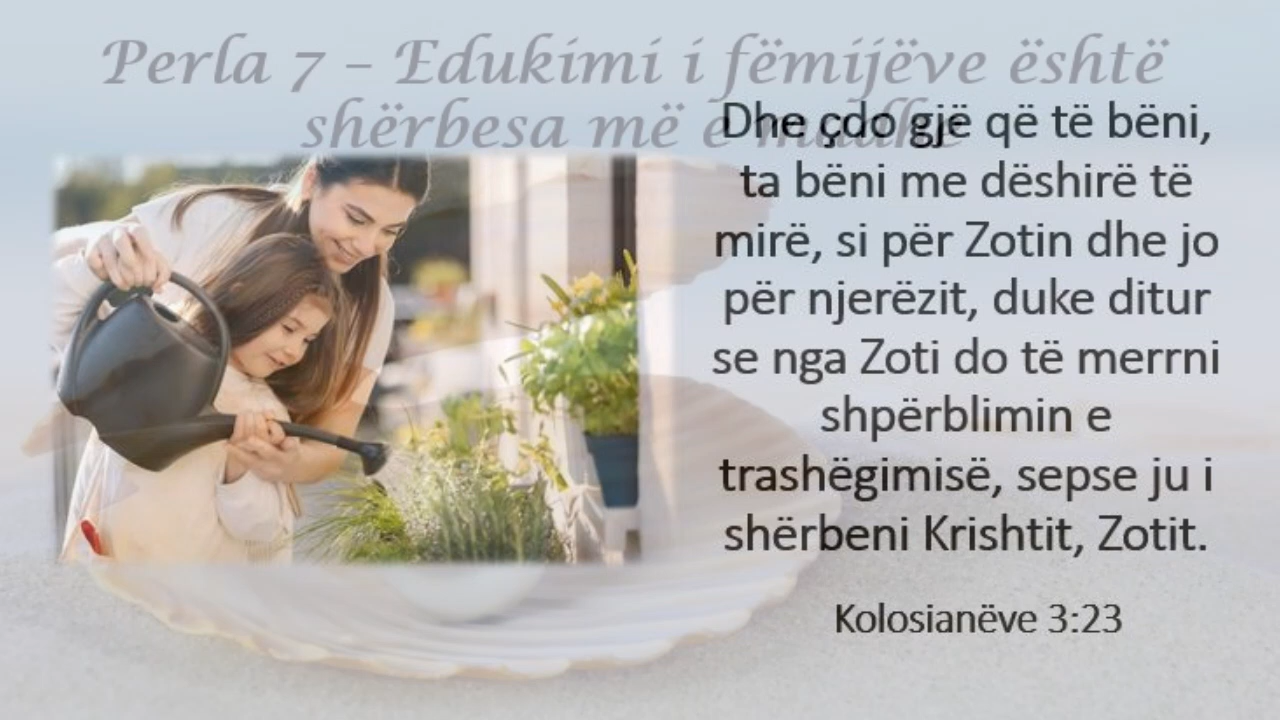 Perla 7 – Edukimi i fëmijëve është
shërbesa më e madhe
Dhe çdo gjë që të bëni,
ta bëni me dëshirë të
mirë, si për Zotin dhe jo
për njerëzit, duke ditur
se nga Zoti do të merrni
shpërblimin e
trashëgimisë, sepse ju i
shërbeni Krishtit, Zotit.
Kolosianëve 3:23